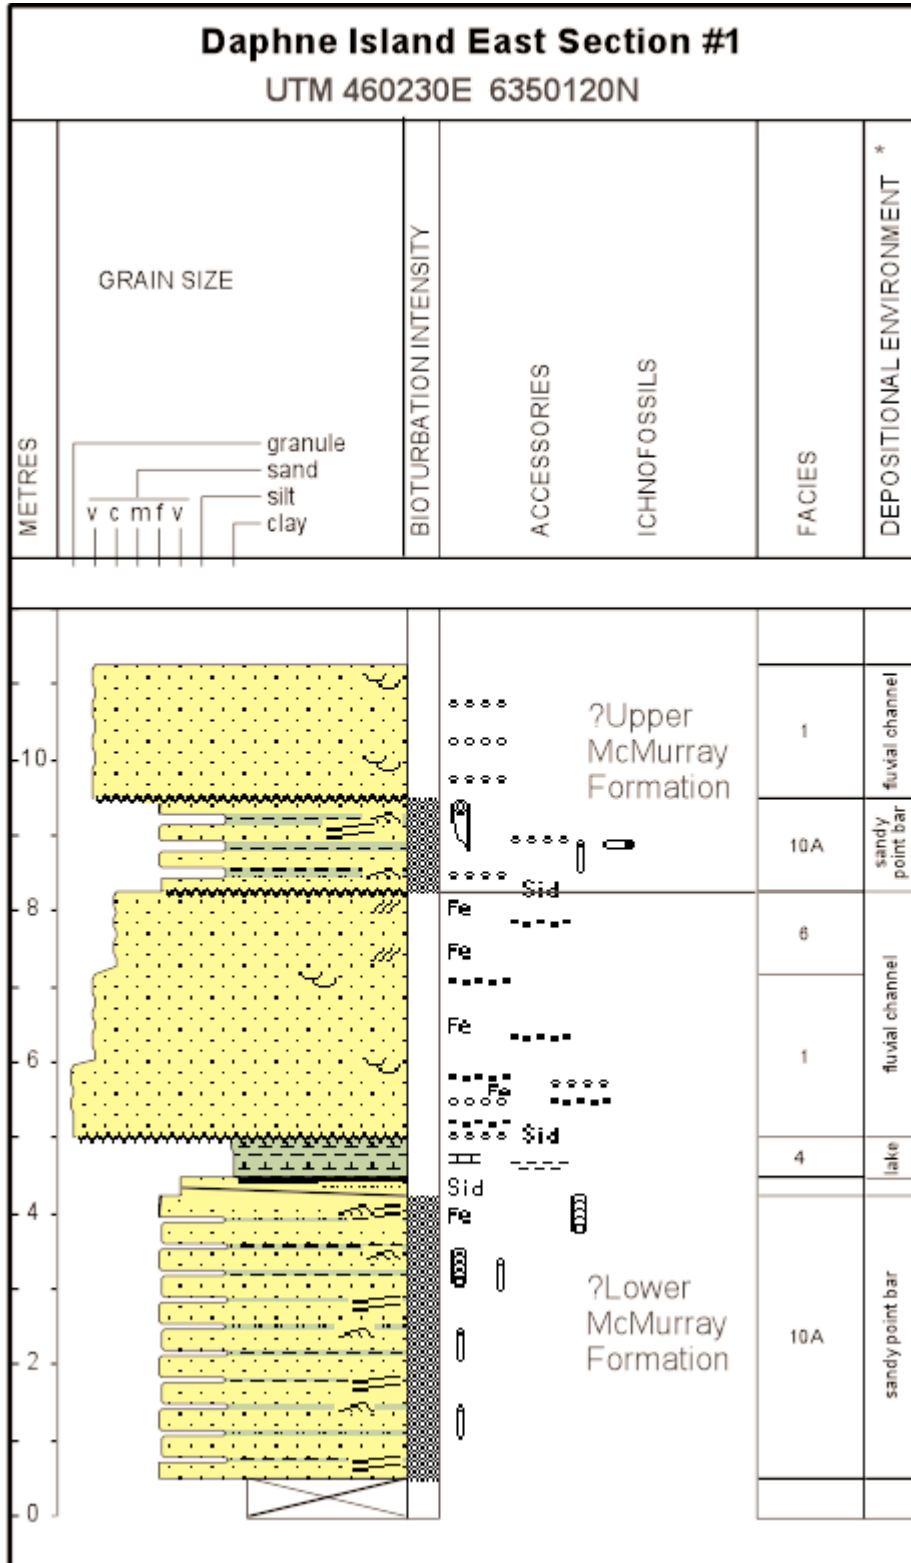 Daphne Island East Section #1
UTM 460230E 6350120N
METRES
GRAIN SIZE
granule
sand
silt
v c m f v
clay
BIOTURBATION INTENSITY
ACCESSORIES
ICHNOFOSSILS
FACIES
DEPOSITIONAL ENVIRONMENT *
?Upper
McMurray
Formation
1
fluvial channel
10
10A
sandy
point bar
Sid
8
Fe
6
Fe
fluvial channel
Fe
1
6
Fe
Sid
4
lake
Sid
4
Fe
?Lower
McMurray
Formation
10A
sandy point bar
2
0